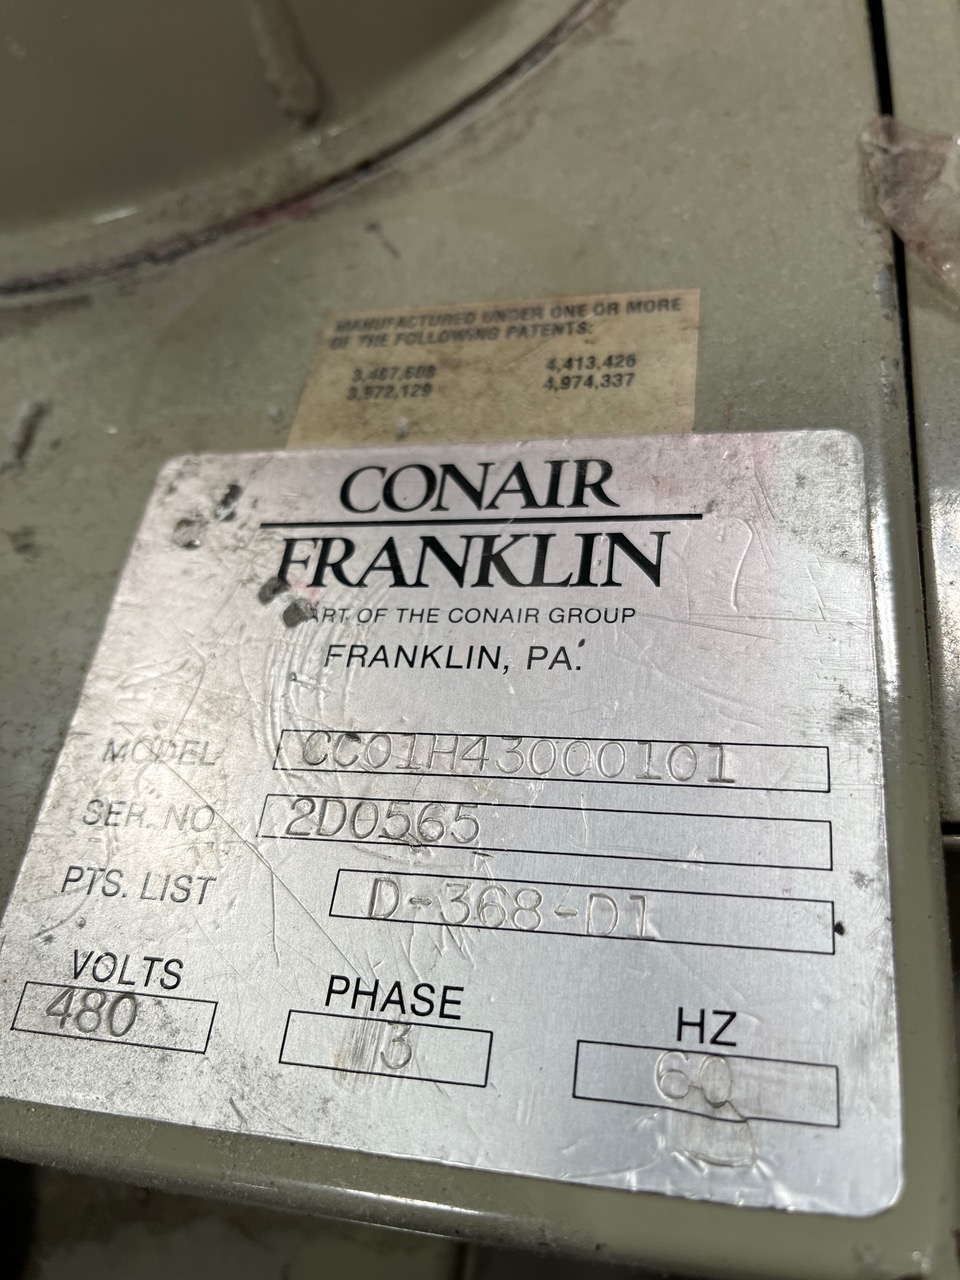 MANUFACTURED UNDER ONE OR MORE
OF THE FOLLOWING PATENTS:
3,467,608 4,413,426
3,972,129 4,974,337
CONAIR
FRANKLIN
PART OF THE CONAIR GROUP
FRANKLIN, PA.
MODEL CC01H43000101
SER. NO 2D0565
PTS. LIST D-368-D1
VOLTS PHASE HZ
480 3 60